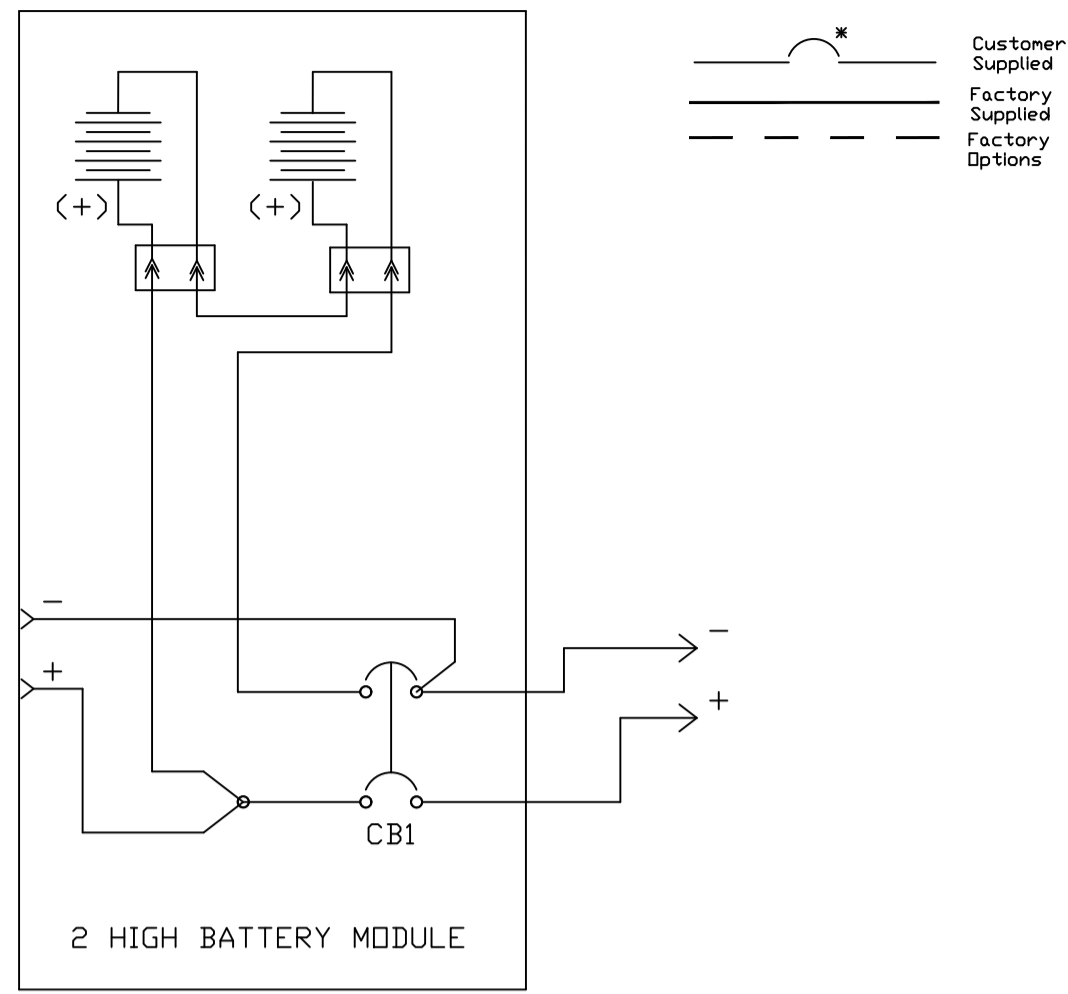 *
Customer
Supplied
Factory
Supplied
Factory
Options
(+) (+)
−
+
−
+
CB1
2 HIGH BATTERY MODULE